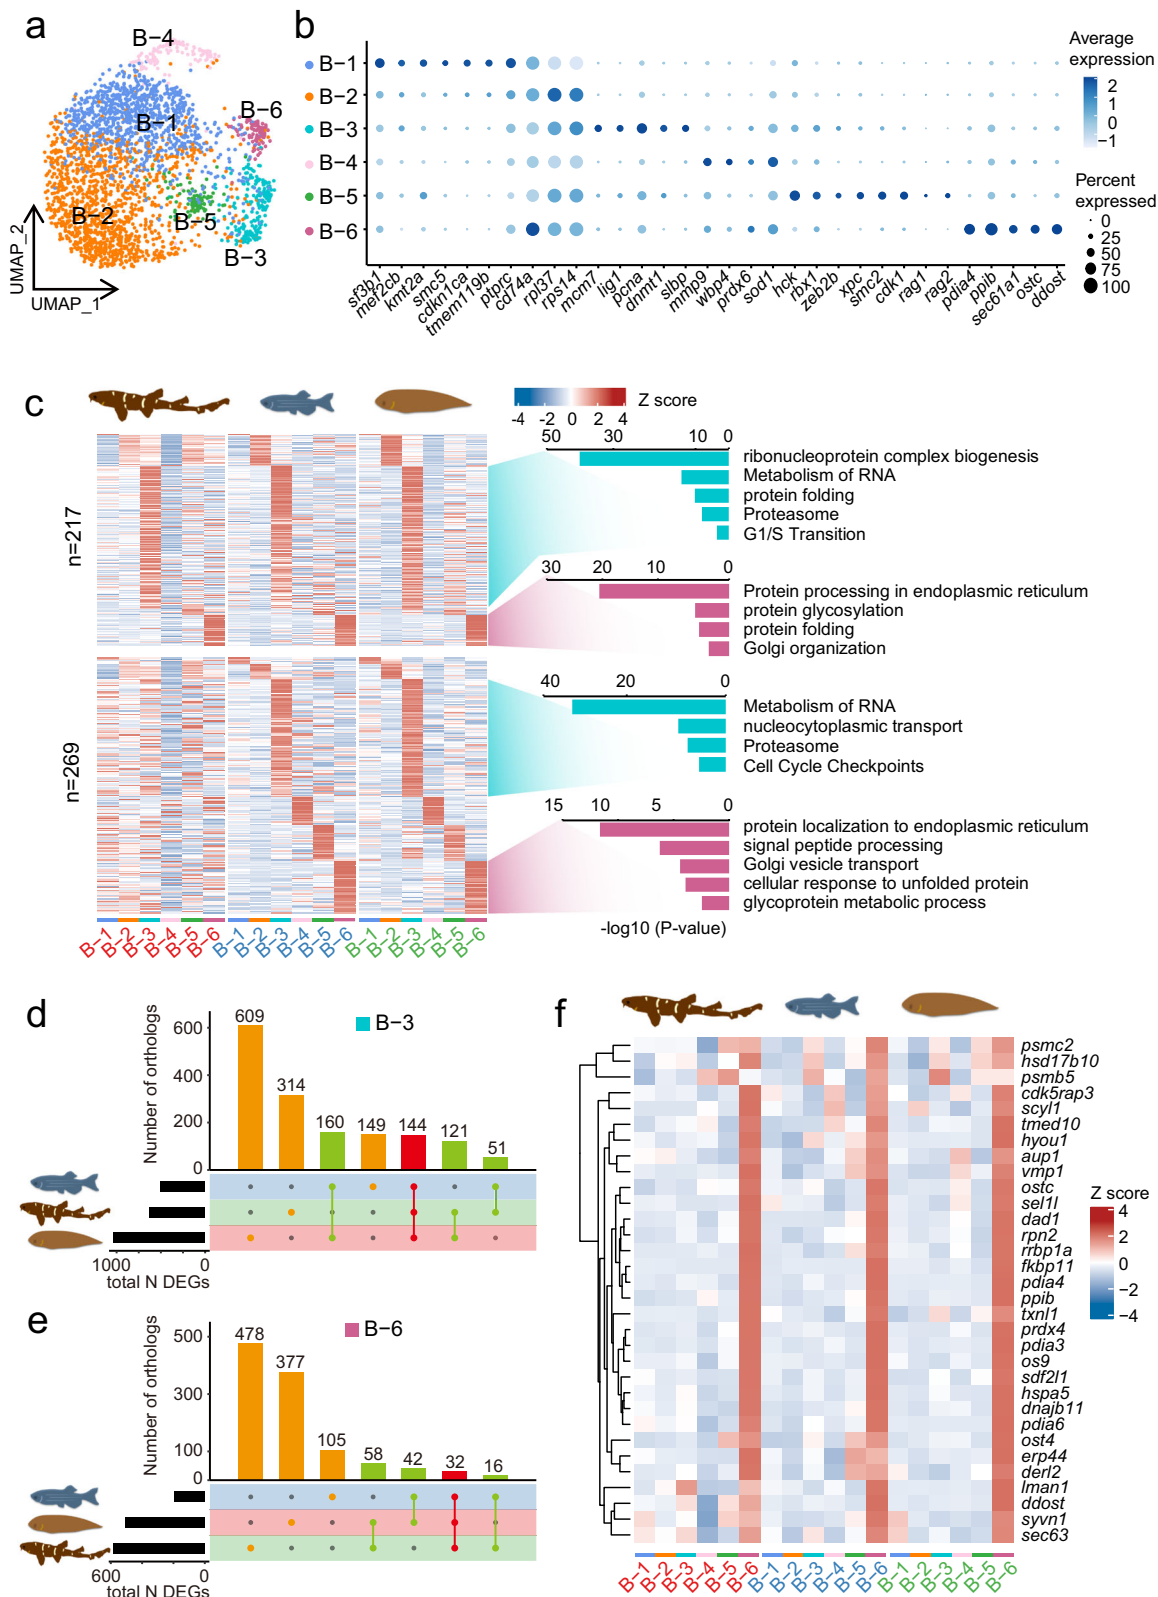 a
B−4
B−1
B−6
B−2
B−5
B−3
UMAP_2
UMAP_1
b
B−1
B−2
B−3
B−4
B−5
B−6
sf3b1
mef2cb
kmt2a
smc5
cdkn1ca
tmem119b
ptprc
cd74a
rpl37
rps14
mcm7
lig1
pcna
dnmt1
slbp
mmp9
wbp4
prdx6
sod1
hck
rbx1
zeb2b
xpc
smc2
cdk1
rag1
rag2
pdia4
ppib
sec61a1
ostc
ddost
Average
expression
2
1
0
−1
Percent
expressed
0
25
50
75
100
c
-4 -2 0 2 4
Z score
n=217
n=269
50 30 10 0
ribonucleoprotein complex biogenesis
Metabolism of RNA
protein folding
Proteasome
G1/S Transition
30 20 10 0
Protein processing in endoplasmic reticulum
protein glycosylation
protein folding
Golgi organization
40 20 0
Metabolism of RNA
nucleocytoplasmic transport
Proteasome
Cell Cycle Checkpoints
15 10 5 0
protein localization to endoplasmic reticulum
signal peptide processing
Golgi vesicle transport
cellular response to unfolded protein
glycoprotein metabolic process
-log10 (P-value)
B−1 B−2 B−3 B−4 B−5 B−6 B−1 B−2 B−3 B−4 B−5 B−6 B−1 B−2 B−3 B−4 B−5 B−6
d
B−3
Number of orthologs
600
400
200
0
609
314
160
149
144
121
51
1000 0
total N DEGs
e
B−6
Number of orthologs
500
300
100
0
478
377
105
58
42
32
16
600 0
total N DEGs
f
psmc2
hsd17b10
psmb5
cdk5rap3
scyl1
tmed10
hyou1
aup1
vmp1
ostc
sel1l
dad1
rpn2
rrbp1a
fkbp11
pdia4
ppib
txnl1
prdx4
pdia3
os9
sdf2l1
hspa5
dnajb11
pdia6
ost4
erp44
derl2
lman1
ddost
syvn1
sec63
Z score
4
2
0
−2
−4
B−1 B−2 B−3 B−4 B−5 B−6 B−1 B−2 B−3 B−4 B−5 B−6 B−1 B−2 B−3 B−4 B−5 B−6